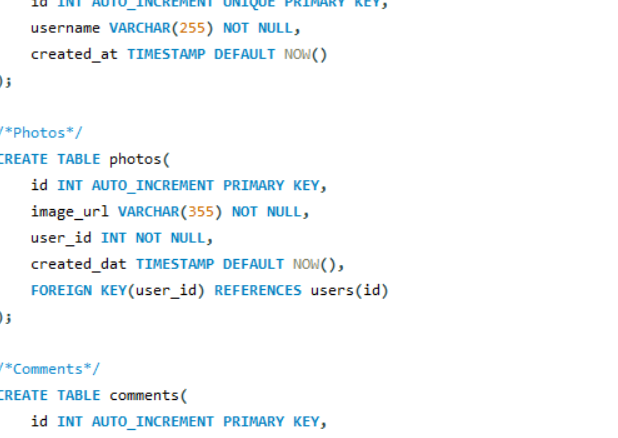 id INT AUTO_INCREMENT UNIQUE PRIMARY KEY,
username VARCHAR(255) NOT NULL,
created_at TIMESTAMP DEFAULT NOW()
);
/*Photos*/
CREATE TABLE photos(
id INT AUTO_INCREMENT PRIMARY KEY,
image_url VARCHAR(355) NOT NULL,
user_id INT NOT NULL,
created_dat TIMESTAMP DEFAULT NOW(),
FOREIGN KEY(user_id) REFERENCES users(id)
);
/*Comments*/
CREATE TABLE comments(
id INT AUTO_INCREMENT PRIMARY KEY,